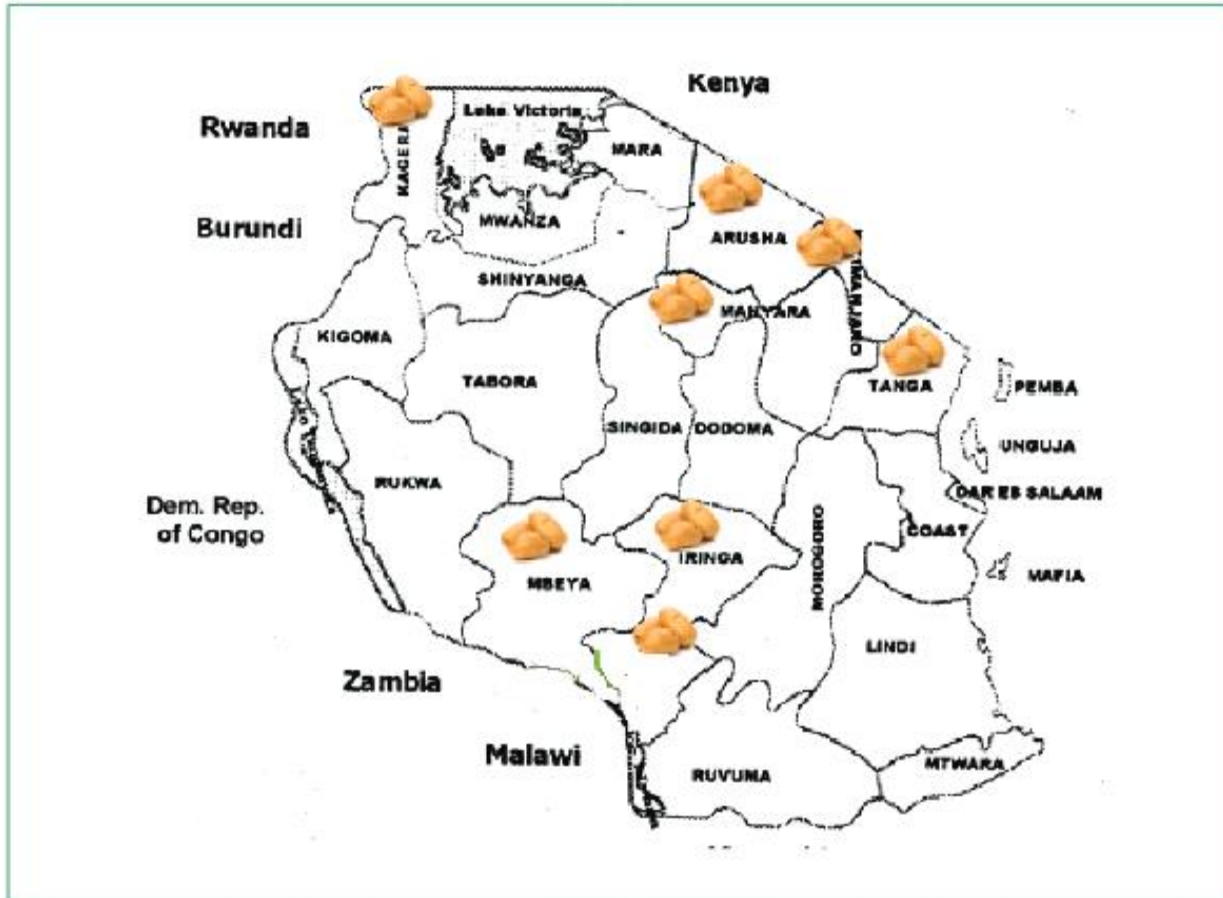 Kenya
Rwanda
Lake Victoria
KAGERA
MARA
Burundi
MWANZA
ARUSHA
SHINYANGA
MANYARA
KIGOMA
TABORA
TANGA
PEMBA
SINGIDA
DODOMA
UNGUJA
RUKWA
DAR ES SALAAM
Dem. Rep.
of Congo
COAST
IRINGA
MBEYA
MOROGORO
MAFIA
LINDI
Zambia
Malawi
RUVUMA
MTWARA